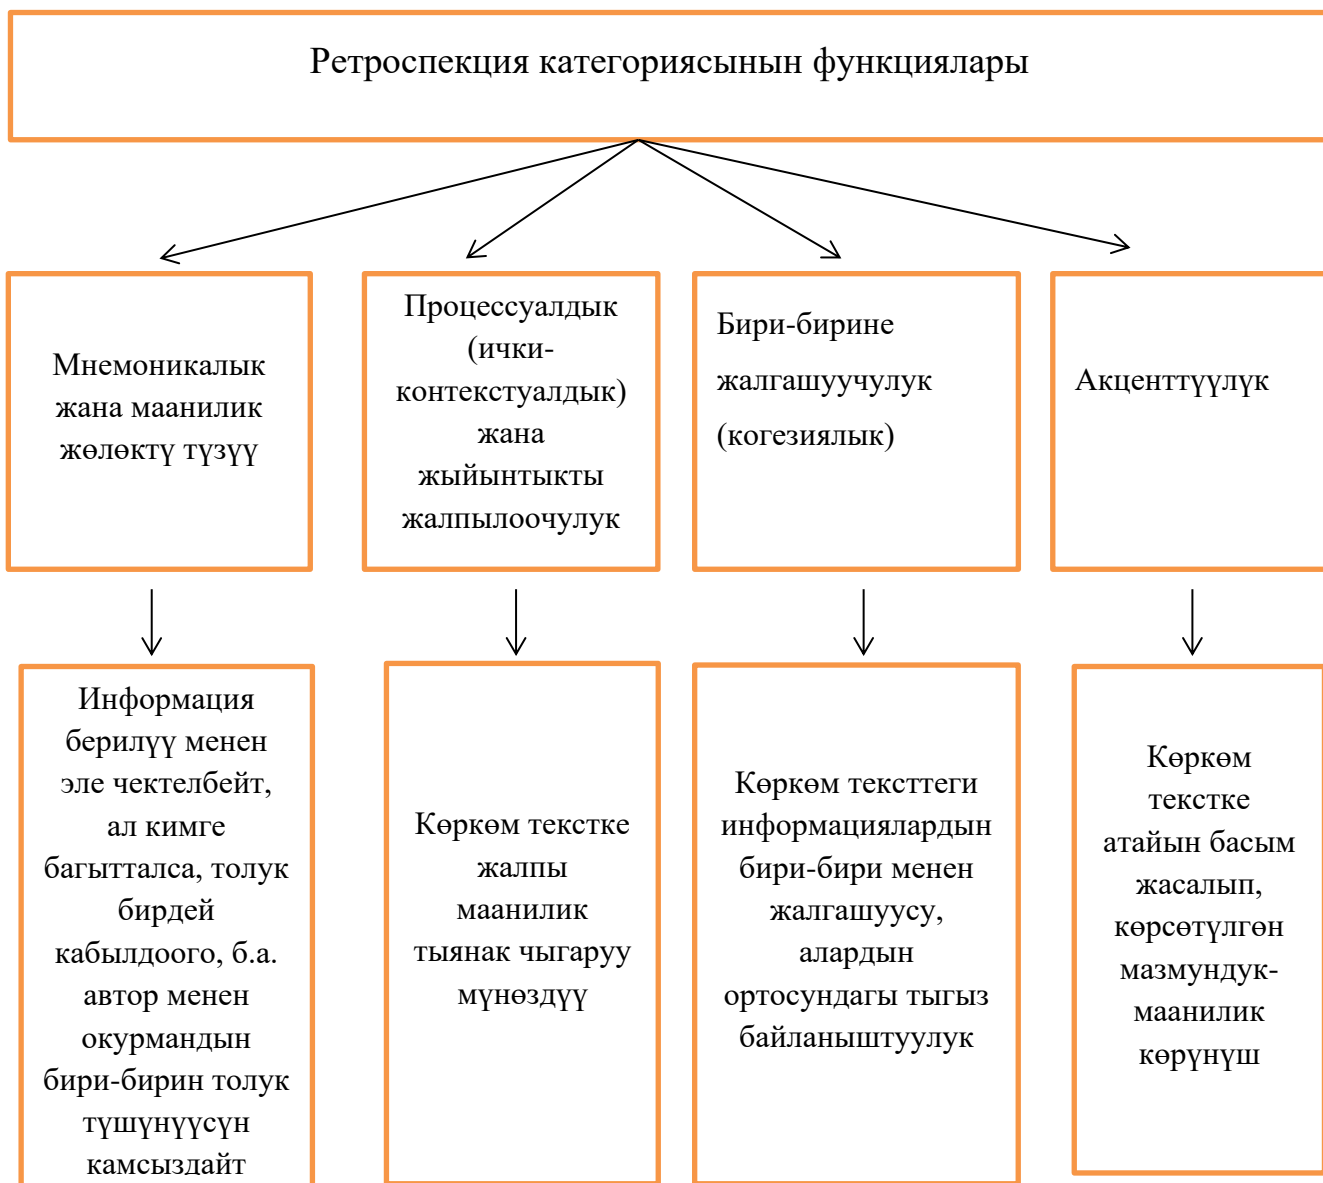 Ретроспекция категориясынын функциялары
Мнемоникалык
жана маанилик
жөлөктү түзүү
Процессуалдык
(ички-
контекстуалдык)
жана
жыйынтыкты
жалпылоочулук
Бири-бирине
жалгашуучулук
(когезиялык)
Акценттүүлүк
Информация
берилүү менен
эле чектелбейт,
ал кимге
багытталса, толук
бирдей
кабылдоого, б.а.
автор менен
окурмандын
бири-бирин толук
түшүнүүсүн
камсыздайт
Көркөм текстке
жалпы
маанилик
тыянак чыгаруу
мүнөздүү
Көркөм тексттеги
информациялардын
бири-бири менен
жалгашуусу,
алардын
ортосундагы тыгыз
байланыштуулук
Көркөм
текстке
атайын басым
жасалып,
көрсөтүлгөн
мазмундук-
маанилик
көрүнүш